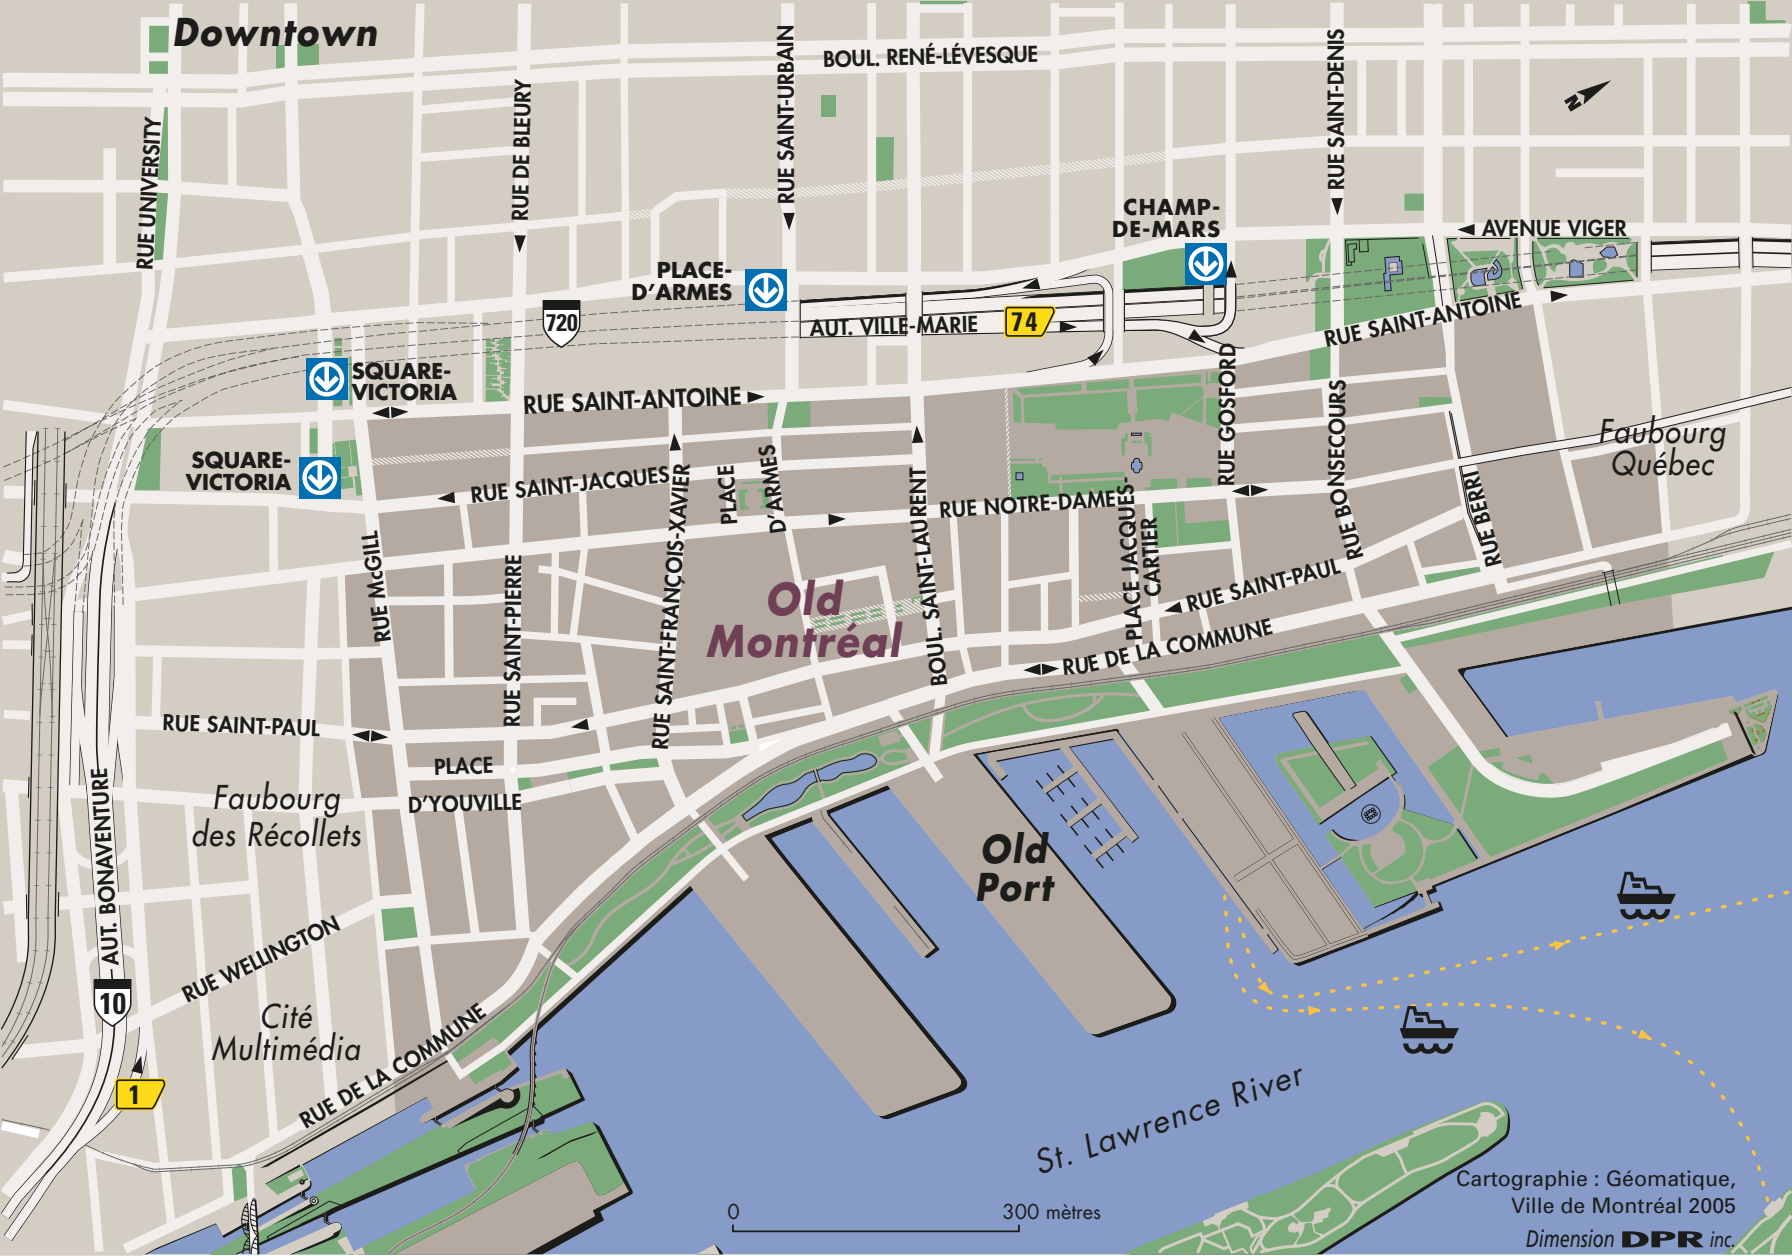 Downtown
BOUL. RENÉ-LÉVESQUE
RUE UNIVERSITY
RUE DE BLEURY
RUE SAINT-URBAIN
RUE SAINT-DENIS
N
CHAMP-
DE-MARS
AVENUE VIGER
PLACE-
D'ARMES
720
AUT. VILLE-MARIE
74
RUE SAINT-ANTOINE
SQUARE-
VICTORIA
RUE SAINT-ANTOINE
RUE GOSFORD
RUE BONSECOURS
Faubourg
Québec
SQUARE-
VICTORIA
RUE SAINT-JACQUES
RUE SAINT-FRANÇOIS-XAVIER
PLACE
D'ARMES
BOUL. SAINT-LAURENT
RUE NOTRE-DAMES
PLACE JACQUES-
CARTIER
RUE BERRI
RUE McGILL
RUE SAINT-PIERRE
Old
Montréal
RUE SAINT-PAUL
RUE DE LA COMMUNE
RUE SAINT-PAUL
PLACE
D'YOUVILLE
AUT. BONAVENTURE
Faubourg
des Récollets
Old
Port
RUE WELLINGTON
10
Cité
Multimédia
1
RUE DE LA COMMUNE
St. Lawrence River
0
300 mètres
Cartographie : Géomatique,
Ville de Montréal 2005
Dimension DPR inc.